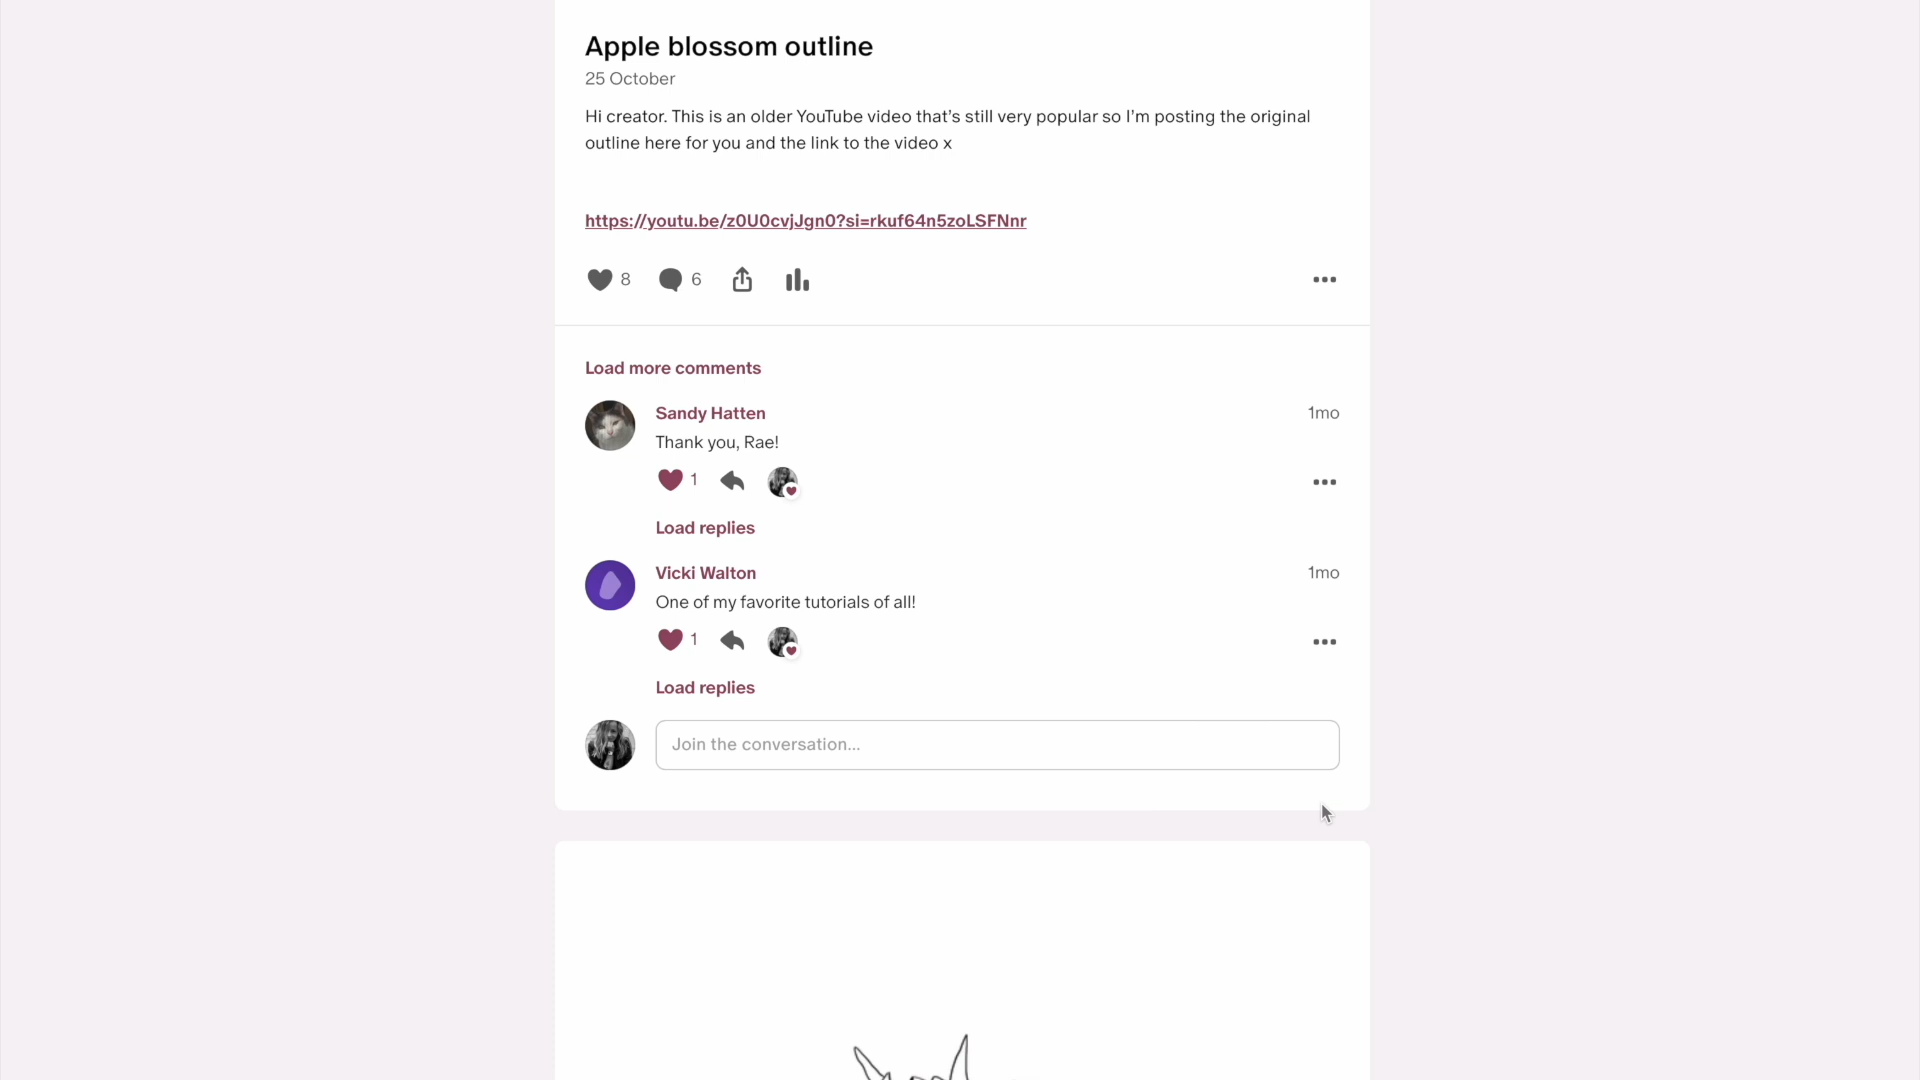 Apple blossom outline
25 October
Hi creator. This is an older YouTube video that's still very popular so I'm posting the original
outline here for you and the link to the video x
https://youtu.be/z0U0cvjJgn0?si=rkuf64n5zoLSFNnr
8 6
Load more comments
Sandy Hatten 1mo
Thank you, Rae!
1
Load replies
Vicki Walton 1mo
One of my favorite tutorials of all!
1
Load replies
Join the conversation...